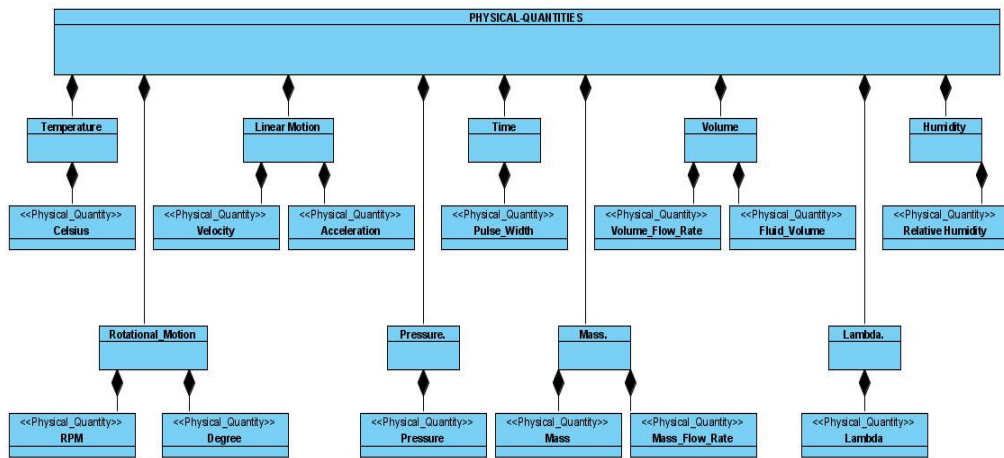 PHYSICAL-QUANTITIES
Temperature
Linear Motion
Time
Volume
Humidity
<<Physical_Quantity>>
Celsius
<<Physical_Quantity>>
Velocity
<<Physical_Quantity>>
Acceleration
<<Physical_Quantity>>
Pulse_Width
<<Physical_Quantity>>
Volume_Flow_Rate
<<Physical_Quantity>>
Fluid_Volume
<<Physical_Quantity>>
Relative Humidity
Rotational_Motion
Pressure.
Mass.
Lambda.
<<Physical_Quantity>>
RPM
<<Physical_Quantity>>
Degree
<<Physical_Quantity>>
Pressure
<<Physical_Quantity>>
Mass
<<Physical_Quantity>>
Mass_Flow_Rate
<<Physical_Quantity>>
Lambda